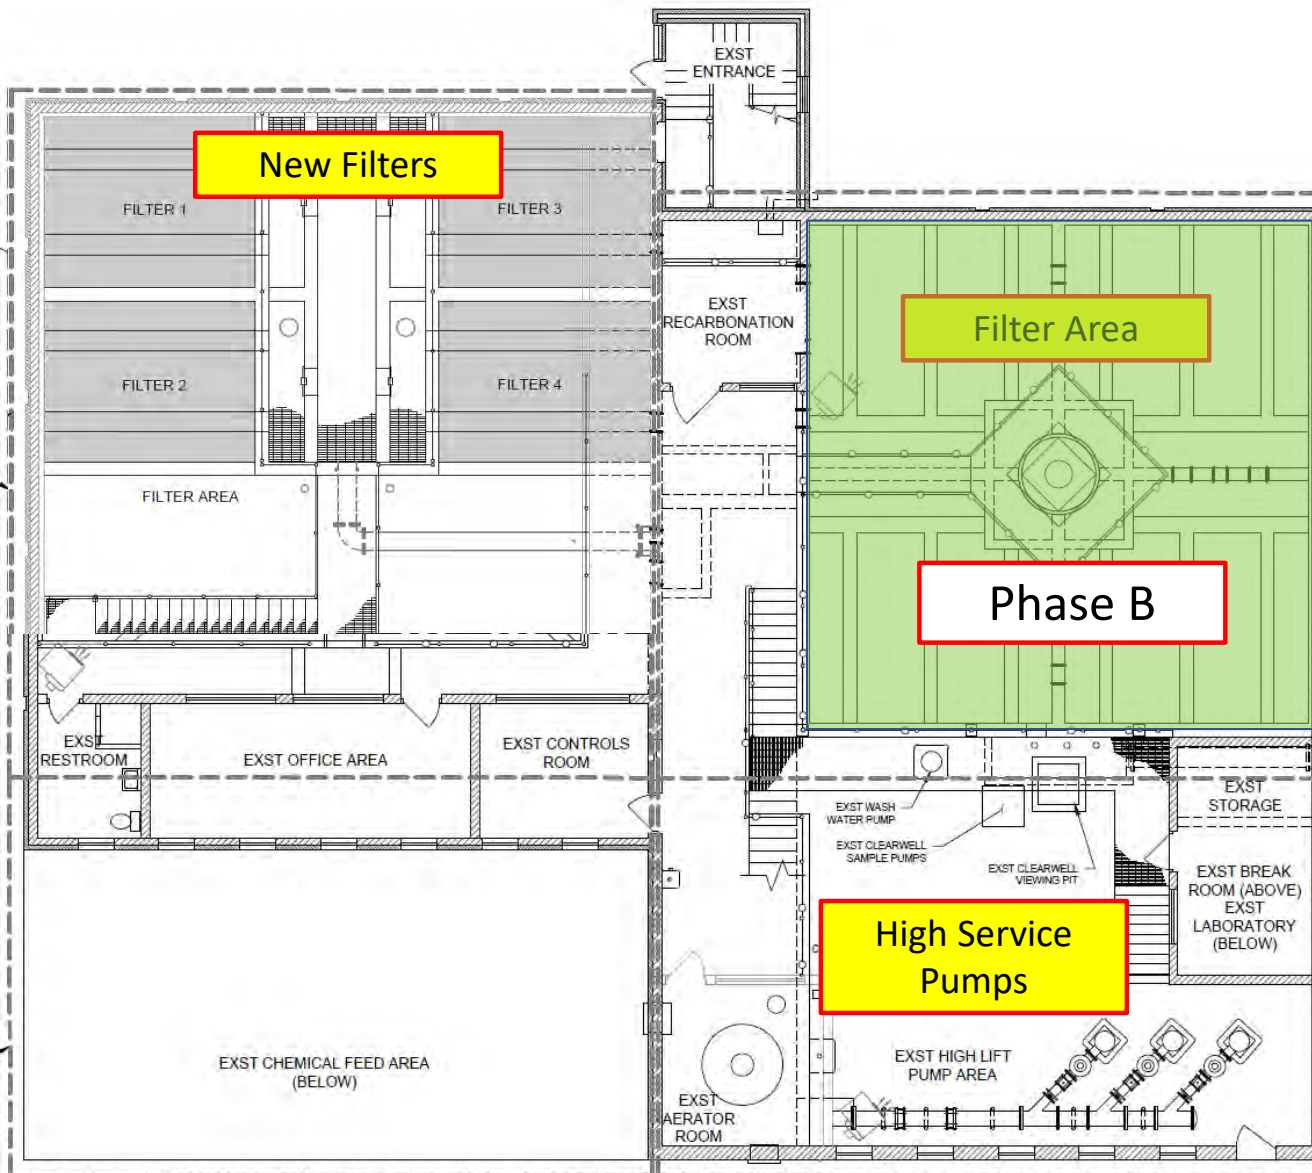 EXST
ENTRANCE
New Filters
FILTER 1
FILTER 3
EXST
RECARBONATION
ROOM
Filter Area
FILTER 2
FILTER 4
FILTER AREA
Phase B
EXST
RESTROOM
EXST OFFICE AREA
EXST CONTROLS
ROOM
EXST WASH
WATER PUMP
EXST CLEARWELL
SAMPLE PUMPS
EXST CLEARWELL
VIEWING PIT
EXST
STORAGE
EXST BREAK
ROOM (ABOVE)
EXST
LABORATORY
(BELOW)
High Service
Pumps
EXST CHEMICAL FEED AREA
(BELOW)
EXST HIGH LIFT
PUMP AREA
EXST
AERATOR
ROOM